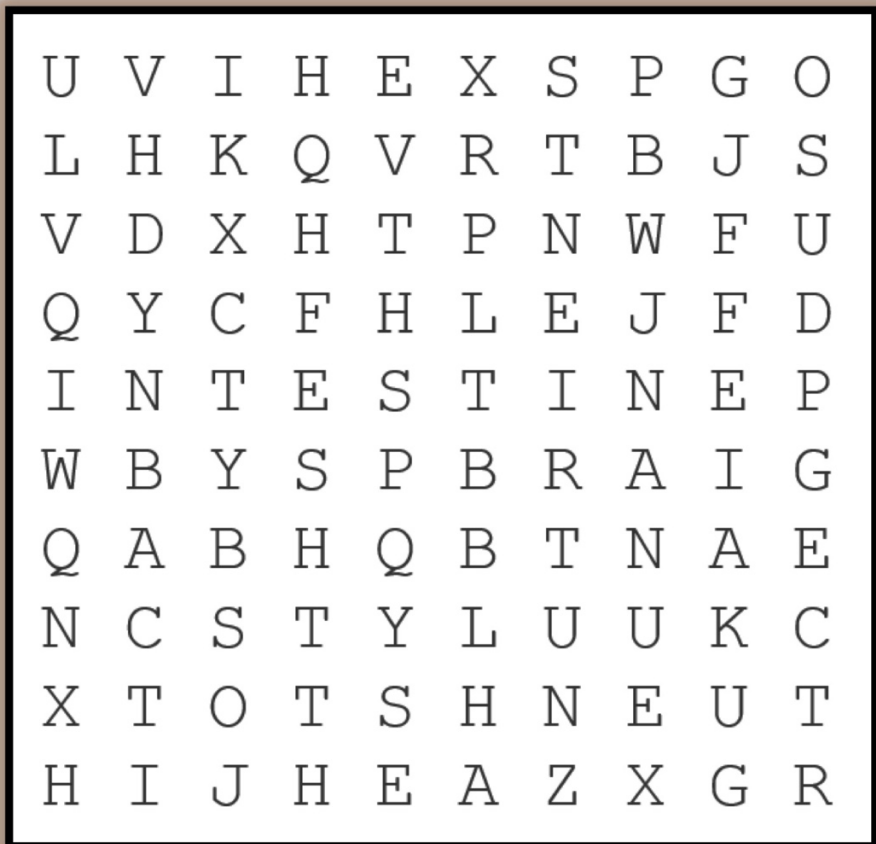 U V I H E X S P G O
L H K Q V R T B J S
V D X H T P N W F U
Q Y C F H L E J F D
I N T E S T I N E P
W B Y S P B R A I G
Q A B H Q B T N A E
N C S T Y L U U K C
X T O T S H N E U T
H I J H E A Z X G R